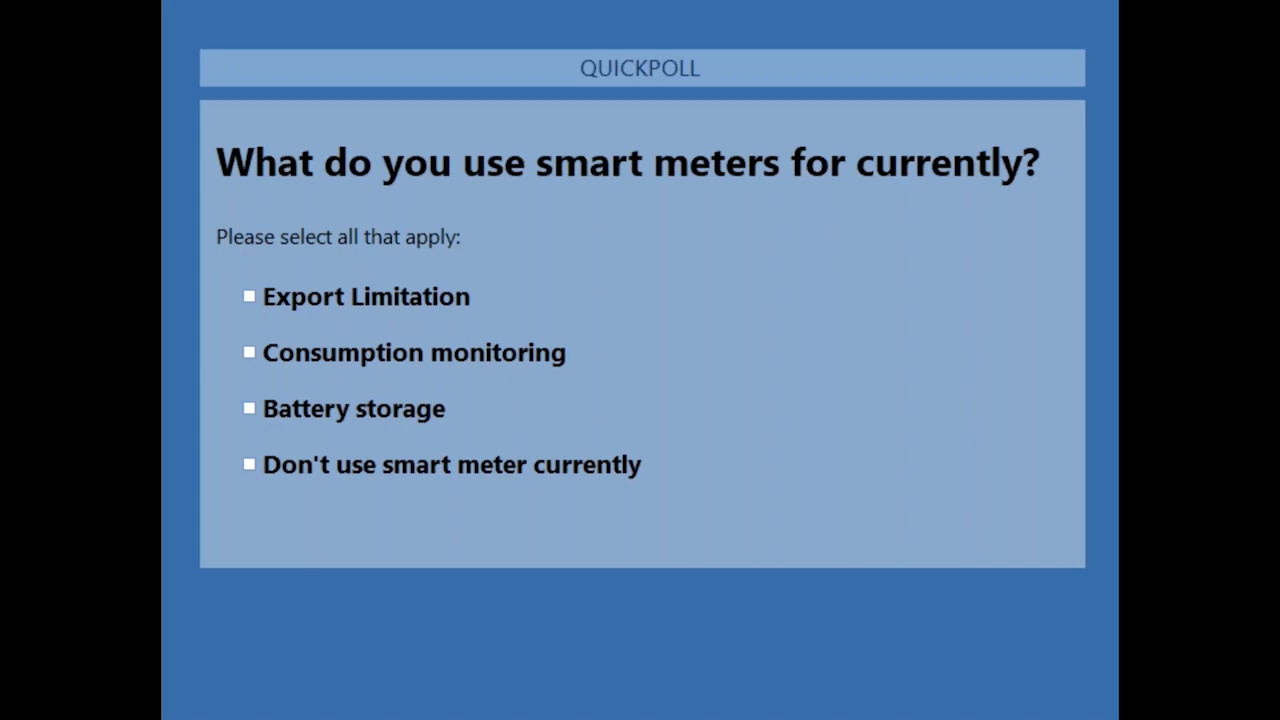 QUICKPOLL
What do you use smart meters for currently?
Please select all that apply:
Export Limitation
Consumption monitoring
Battery storage
Don't use smart meter currently